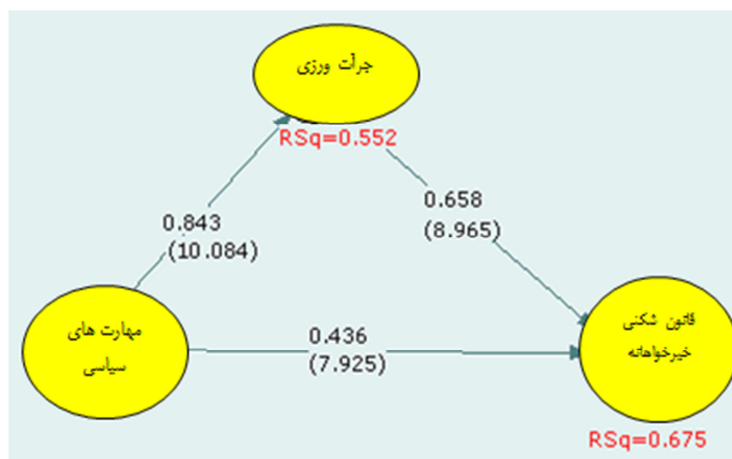 جرأت ورزی
RSq=0.552
0.843
(10.084)
0.658
(8.965)
مهارت های
سیاسی
0.436
(7.925)
قانون شکنی
خیرخواهانه
RSq=0.675